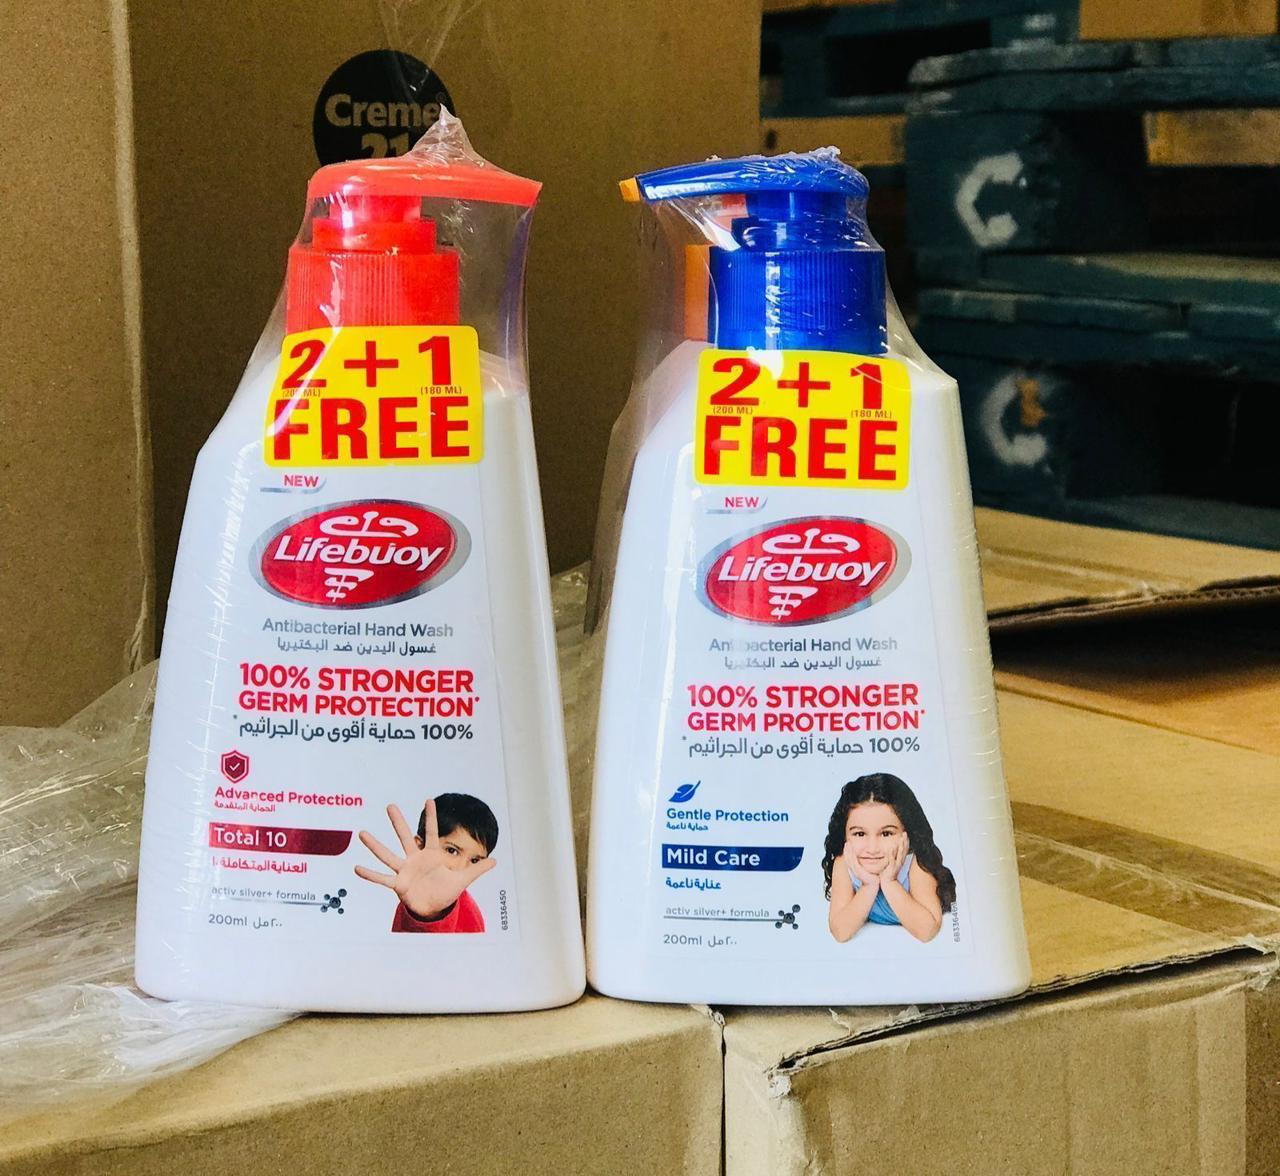 Creme
21
2+1
(200 ML) (180 ML)
FREE
NEW
Lifebuoy
Antibacterial Hand Wash
غسول اليدين ضد البكتيريا
100% STRONGER
GERM PROTECTION*
100% حماية أقوى من الجراثيم*
Advanced Protection
الحماية المتقدمة
Total 10
العناية المتكاملة ١٠
activ silver+ formula
200ml ٢٠٠مل
68336450
2+1
(200 ML) (180 ML)
FREE
NEW
Lifebuoy
Antibacterial Hand Wash
غسول اليدين ضد البكتيريا
100% STRONGER
GERM PROTECTION*
100% حماية أقوى من الجراثيم*
Gentle Protection
حماية ناعمة
Mild Care
عناية ناعمة
activ silver+ formula
200ml ٢٠٠مل